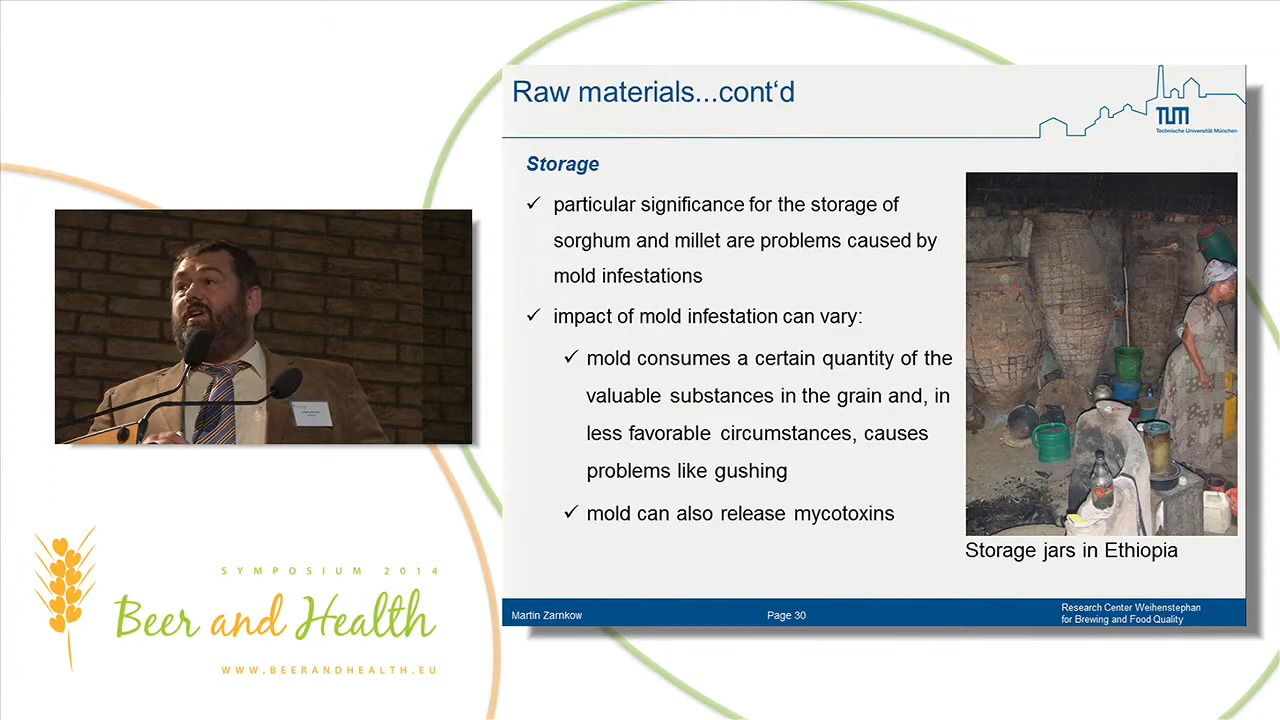 Raw materials...cont‘d
TUM
Technische Universität München
Storage
particular significance for the storage of
sorghum and millet are problems caused by
mold infestations
impact of mold infestation can vary:
mold consumes a certain quantity of the
valuable substances in the grain and, in
less favorable circumstances, causes
problems like gushing
mold can also release mycotoxins
Storage jars in Ethiopia
Martin Zarnkow
Page 30
Research Center Weihenstephan
for Brewing and Food Quality
SYMPOSIUM 2014
Beer and Health
WWW.BEERANDHEALTH.EU